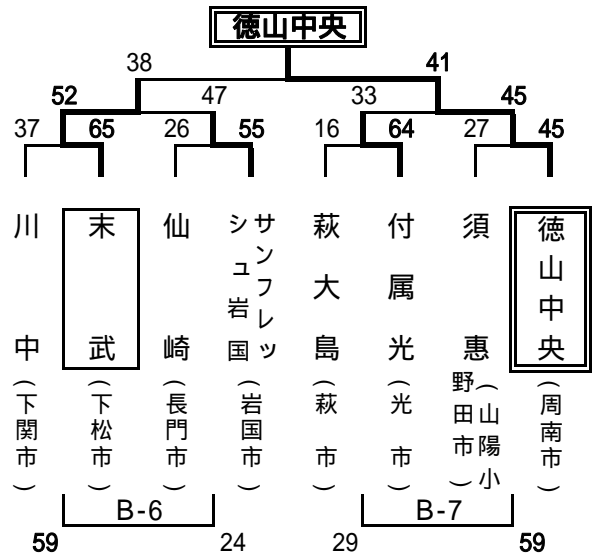 徳山中央
38 41
52 47 33 45
37 65 26 55 16 64 27 45
川中(下関市)
末武(下松市)
仙崎(長門市)
サンフレッシュ岩国(岩国市)
萩大島(萩市)
付属光(光市)
須惠(山陽小野田市)
徳山中央(周南市)
B-6 B-7
59 24 29 59